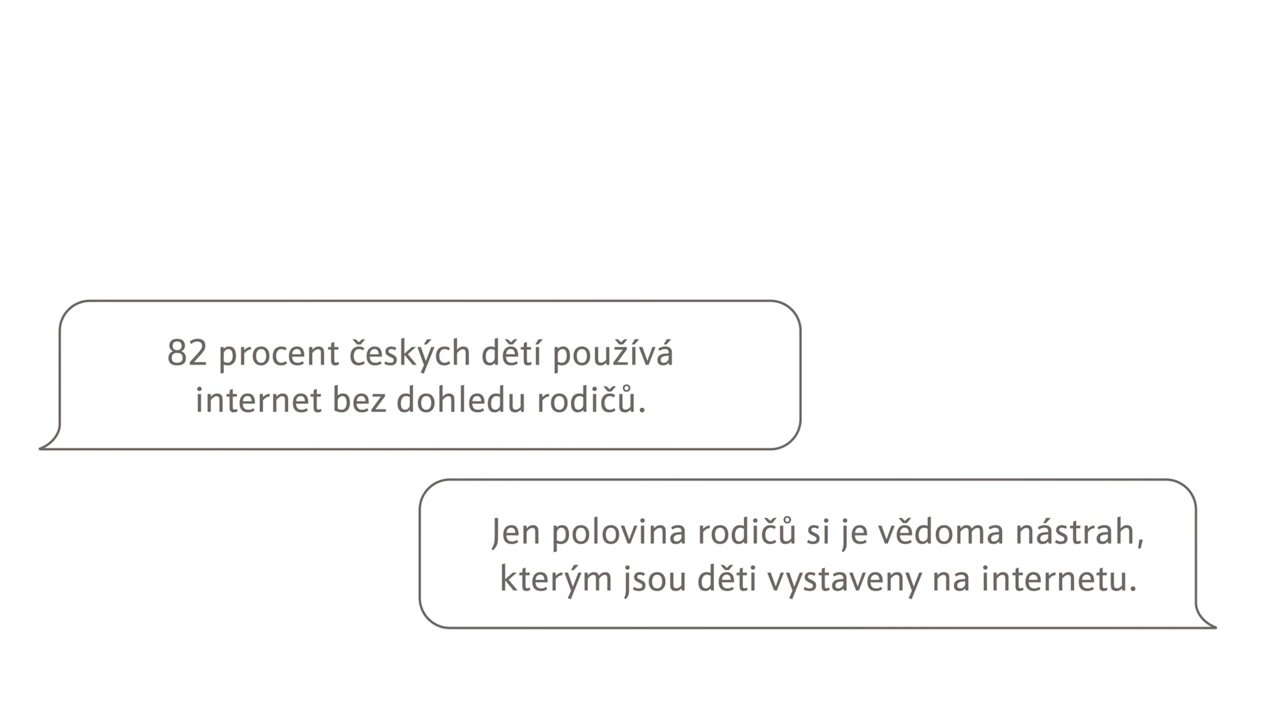 82 procent českých dětí používá
internet bez dohledu rodičů.
Jen polovina rodičů si je vědoma nástrah,
kterým jsou děti vystaveny na internetu.